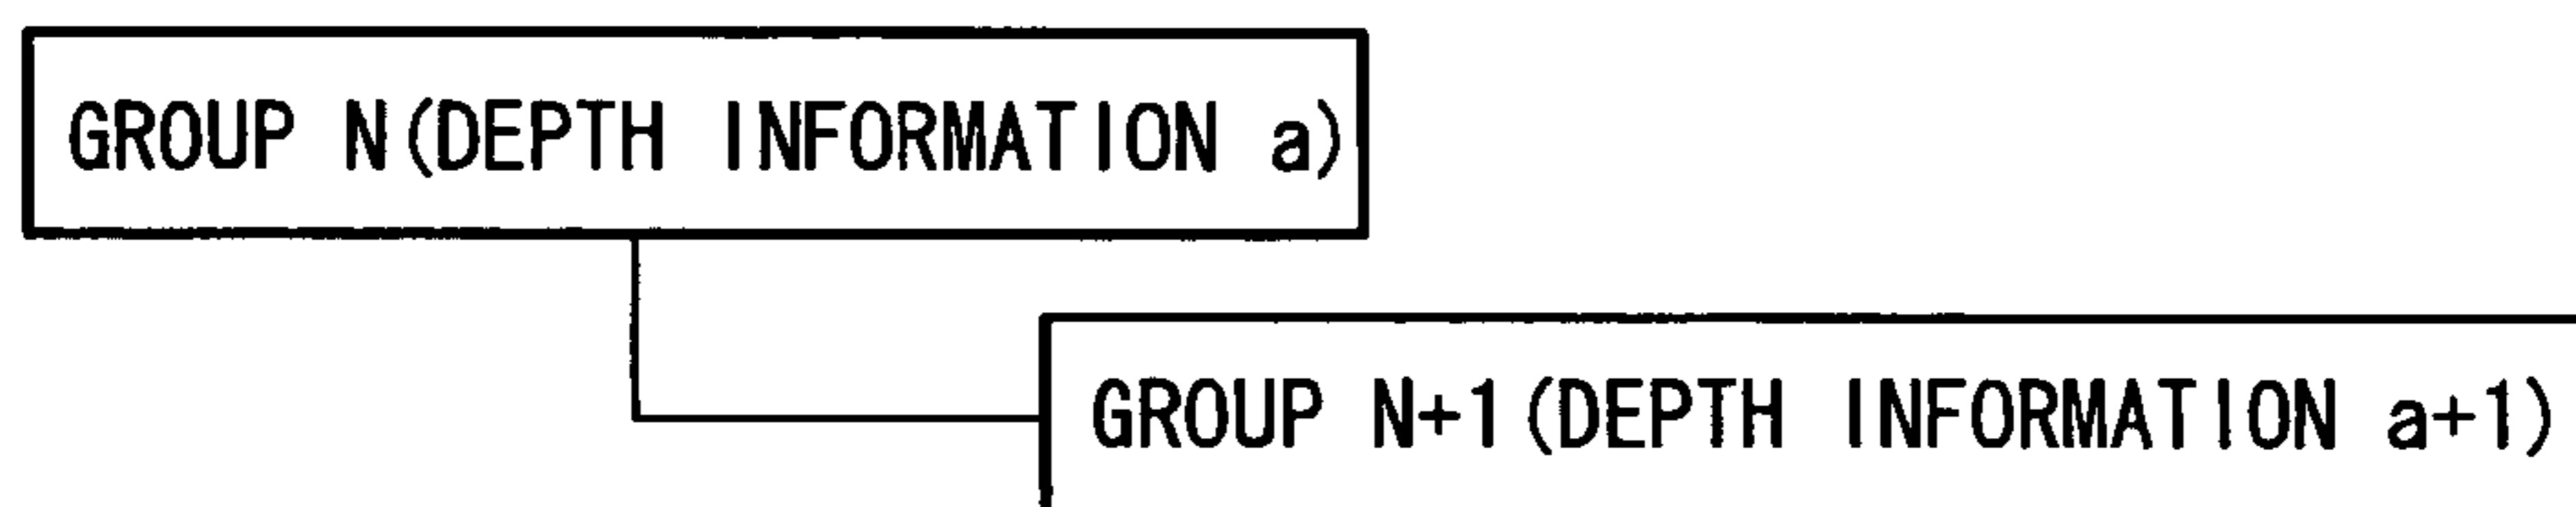 GROUP N(DEPTH INFORMATION a)
GROUP N+1(DEPTH INFORMATION a+1)